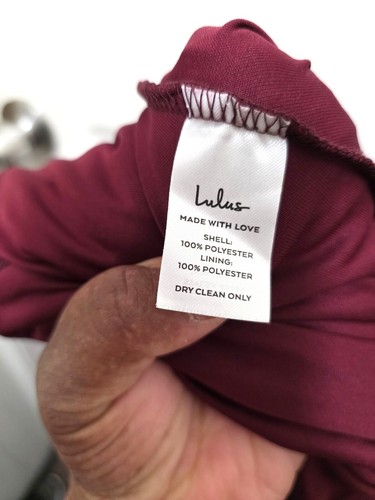 Lulus
MADE WITH LOVE
SHELL:
100% POLYESTER
LINING:
100% POLYESTER
DRY CLEAN ONLY